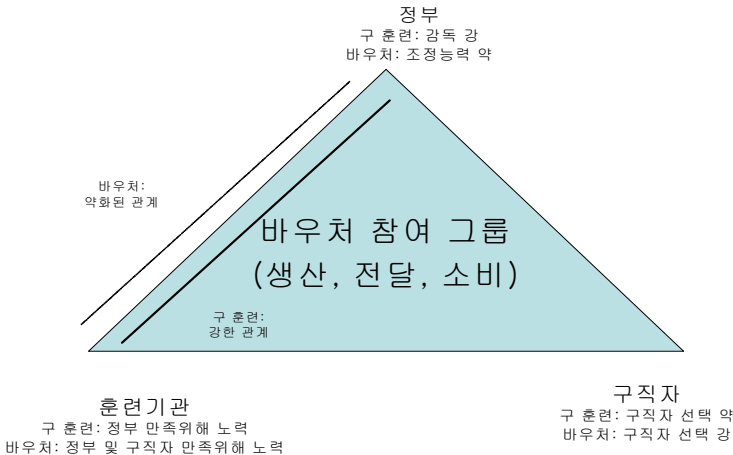 정부
구 훈련: 감독 강
바우처: 조정능력 약
바우처:
약화된 관계
바우처 참여 그룹
(생산, 전달, 소비)
구 훈련:
강한 관계
훈련기관
구 훈련: 정부 만족위해 노력
바우처: 정부 및 구직자 만족위해 노력
구직자
구 훈련: 구직자 선택 약
바우처: 구직자 선택 강